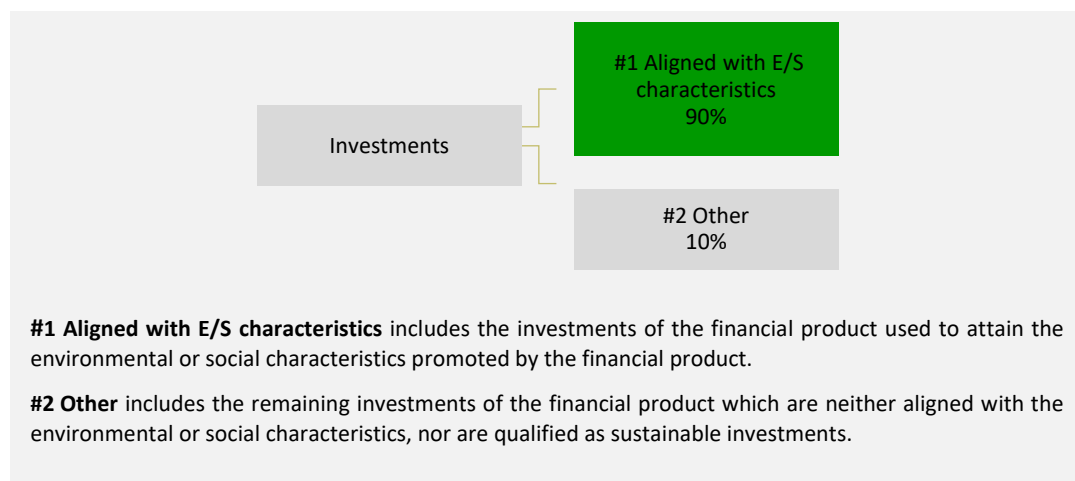 #1 Aligned with E/S
characteristics
90%
Investments
#2 Other
10%
#1 Aligned with E/S characteristics includes the investments of the financial product used to attain the
environmental or social characteristics promoted by the financial product.
#2 Other includes the remaining investments of the financial product which are neither aligned with the
environmental or social characteristics, nor are qualified as sustainable investments.